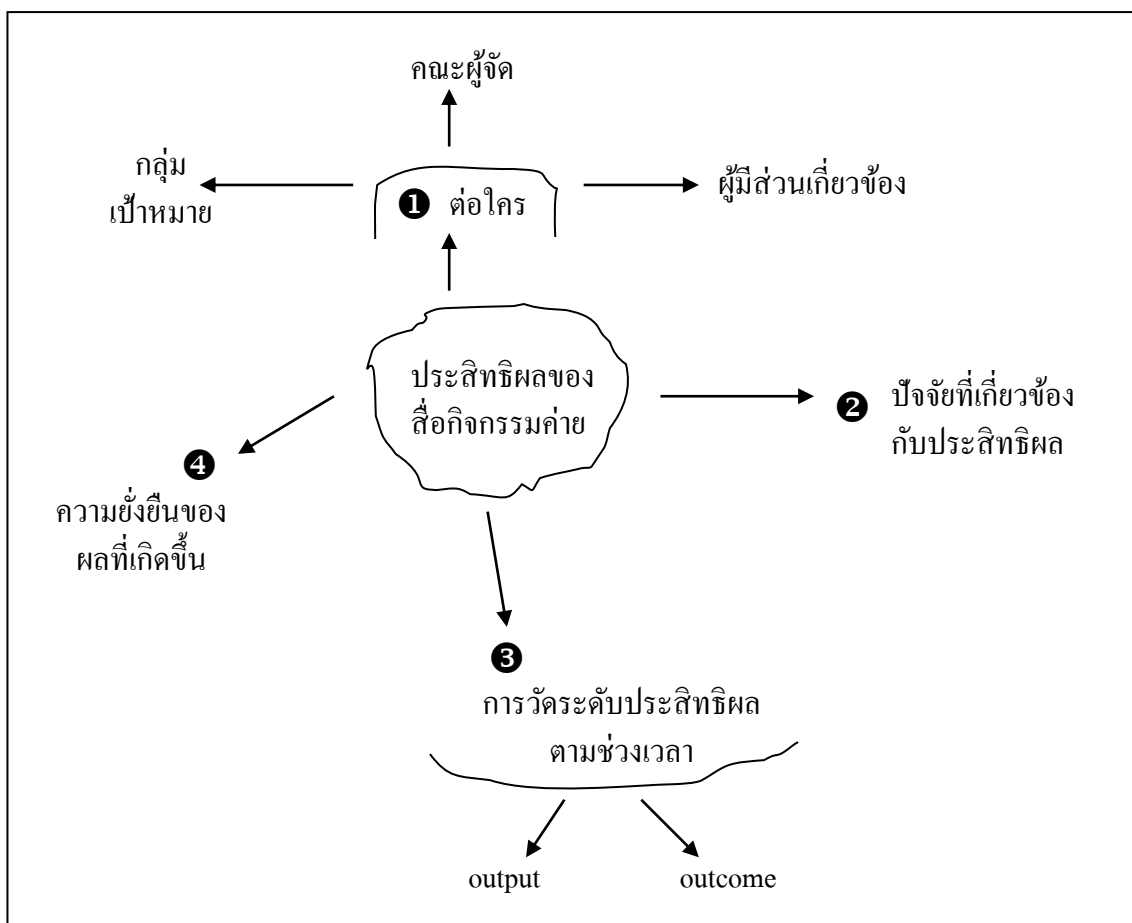 คณะผู้จัด
กลุ่ม
เป้าหมาย
❶ ต่อใคร
ผู้มีส่วนเกี่ยวข้อง
ประสิทธิผลของ
สื่อกิจกรรมค่าย
❷ ปัจจัยที่เกี่ยวข้อง
กับประสิทธิผล
❹
ความยั่งยืนของ
ผลที่เกิดขึ้น
❸
การวัดระดับประสิทธิผล
ตามช่วงเวลา
output
outcome